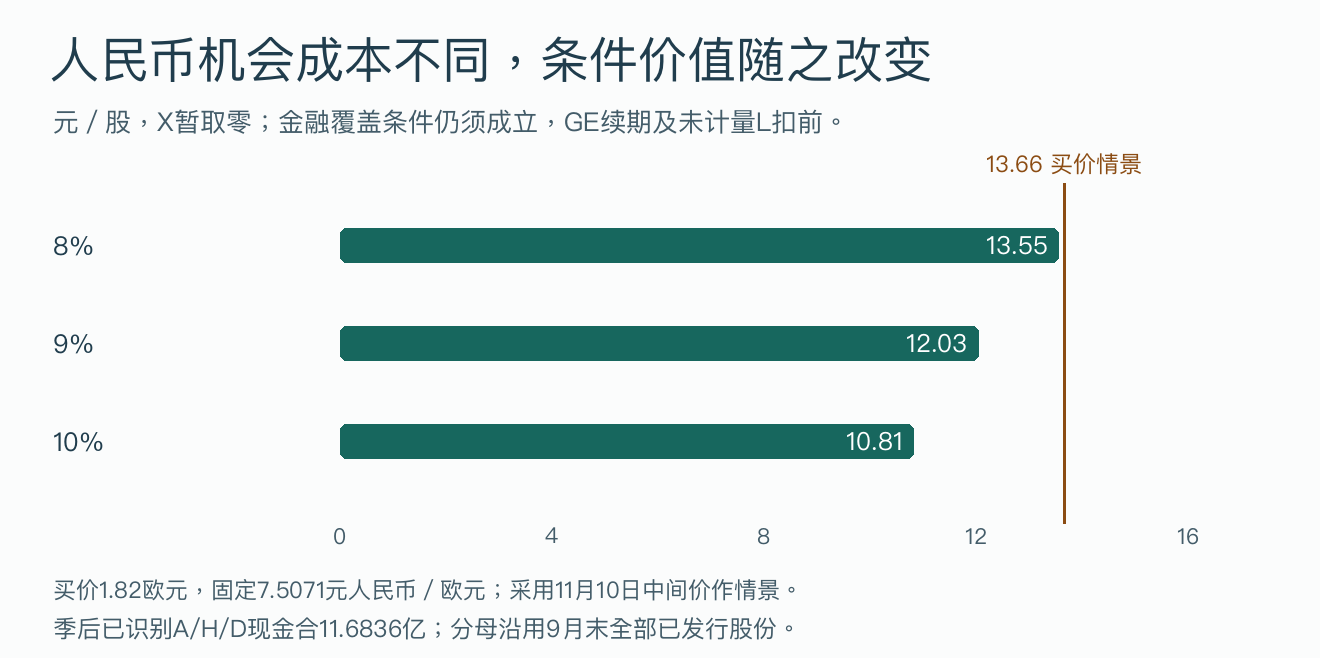 人民币机会成本不同，条件价值随之改变
元 / 股，X暂取零；金融覆盖条件仍须成立，GE续期及未计量L扣前。
13.66 买价情景
8%
13.55
9%
12.03
10%
10.81
0 4 8 12 16
买价1.82欧元，固定7.5071元人民币 / 欧元；采用11月10日中间价作情景。
季后已识别A/H/D现金合11.6836亿；分母沿用9月末全部已发行股份。